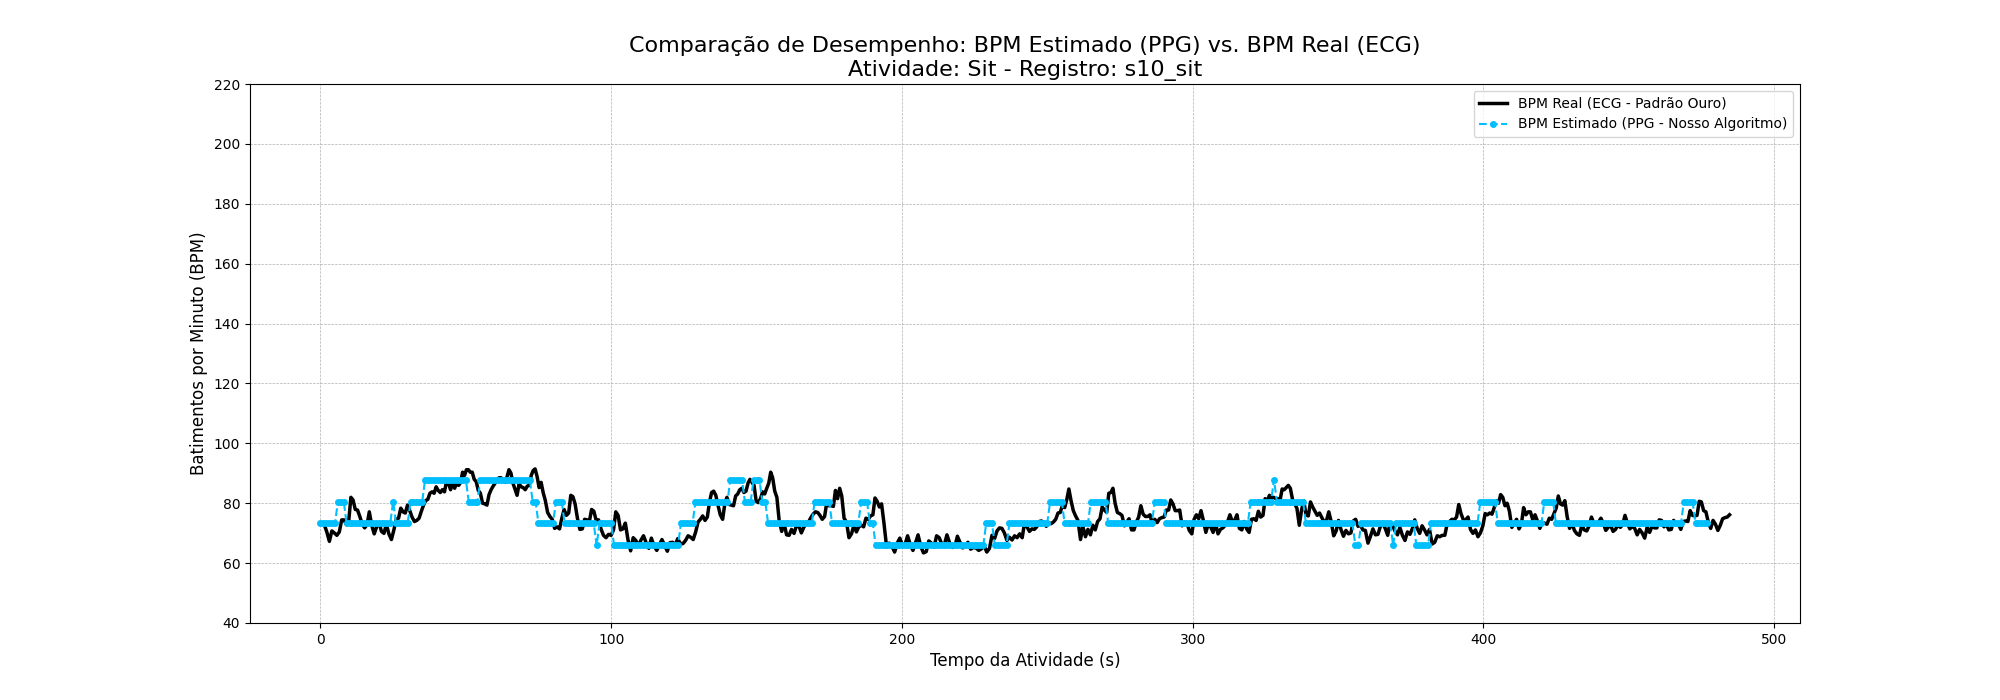 Comparação de Desempenho: BPM Estimado (PPG) vs. BPM Real (ECG)
Atividade: Sit - Registro: s10_sit
BPM Real (ECG - Padrão Ouro)
BPM Estimado (PPG - Nosso Algoritmo)
Batimentos por Minuto (BPM)
220
200
180
160
140
120
100
80
60
40
0 100 200 300 400 500
Tempo da Atividade (s)